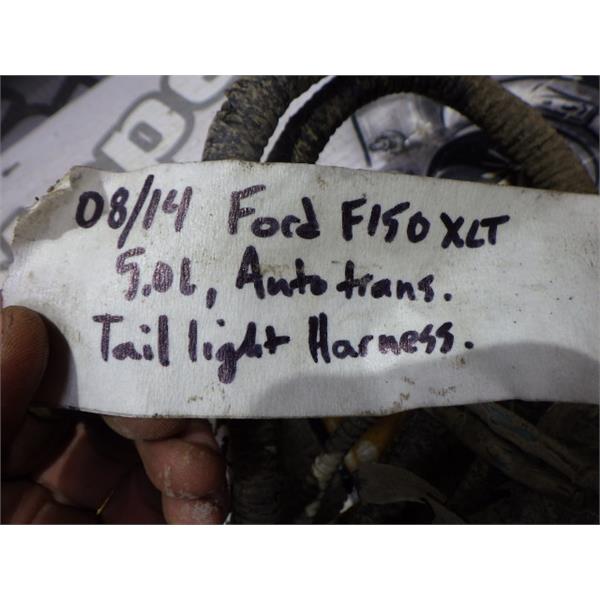 08/14 Ford F150 XLT
5.0L, Auto trans.
Tail light Harness.